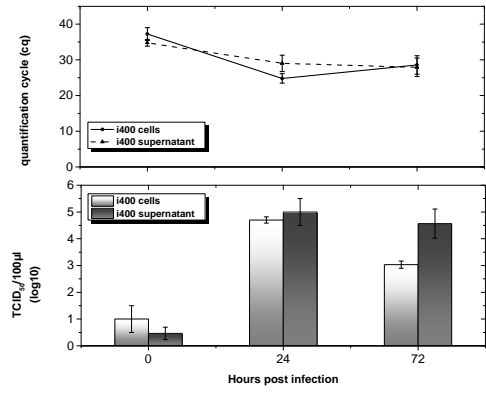 40
30
20
10
0
quantification cycle (cq)
i400 cells
i400 supernatant
6
5
4
3
2
1
0
TCID50/100µl
(log10)
i400 cells
i400 supernatant
0 24 72
Hours post infection